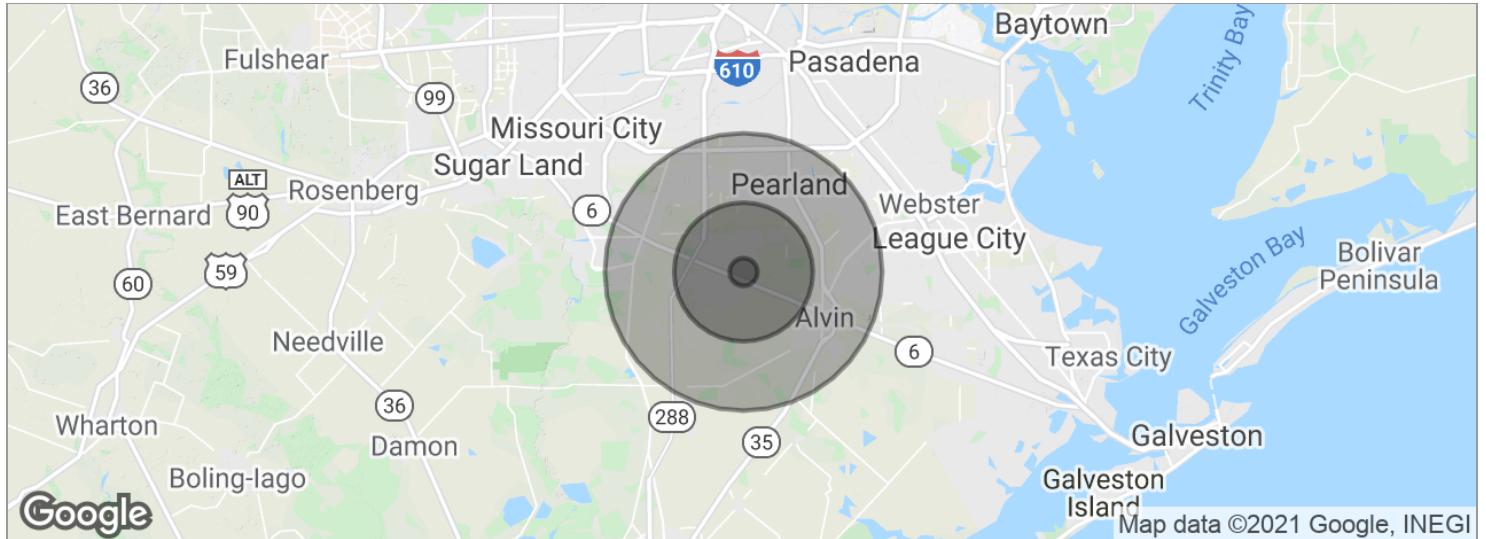 Baytown
Fulshear
Pasadena
610
36
99
Trinity Bay
Missouri City
Sugar Land
Pearland
ALT
90
Rosenberg
East Bernard
6
Webster
League City
59
60
Galveston Bay
Bolivar
Peninsula
Alvin
Needville
6
Texas City
36
288
35
Wharton
Damon
Galveston
Boling-Iago
Galveston
Island
Google
Map data ©2021 Google, INEGI